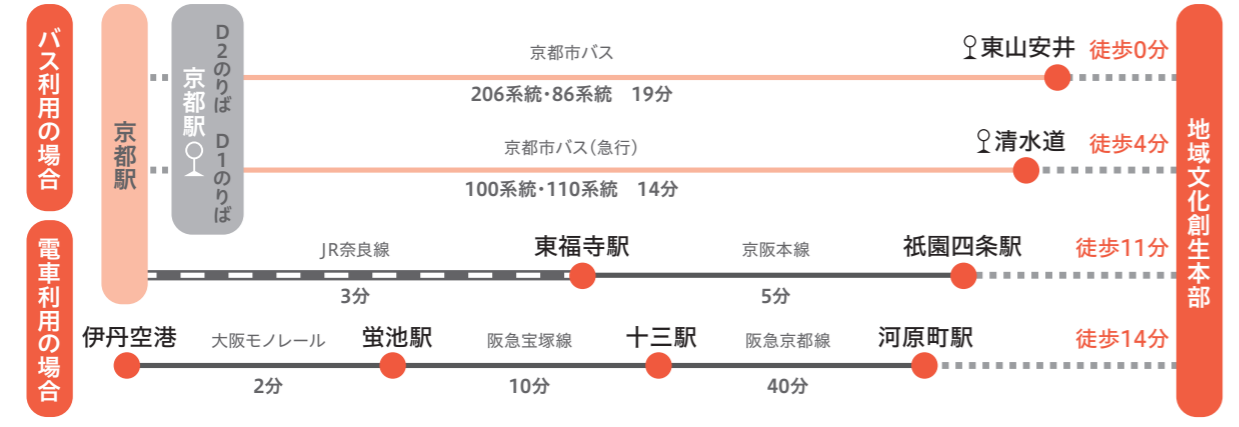 バス利用の場合
京都駅
京都駅
D2のりば
D1のりば
京都市バス
206系統・86系統　19分
東山安井
徒歩0分
京都市バス（急行）
100系統・110系統　14分
清水道
徒歩4分
電車利用の場合
JR奈良線
3分
東福寺駅
京阪本線
5分
祇園四条駅
徒歩11分
伊丹空港
大阪モノレール
2分
蛍池駅
阪急宝塚線
10分
十三駅
阪急京都線
40分
河原町駅
徒歩14分
地域文化創生本部